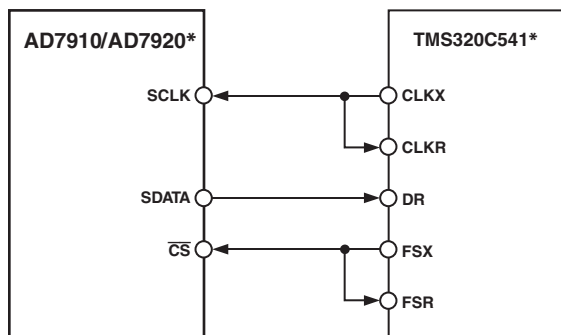 AD7910/AD7920*
TMS320C541*
SCLK
CLKX
CLKR
SDATA
DR
CS
FSX
FSR